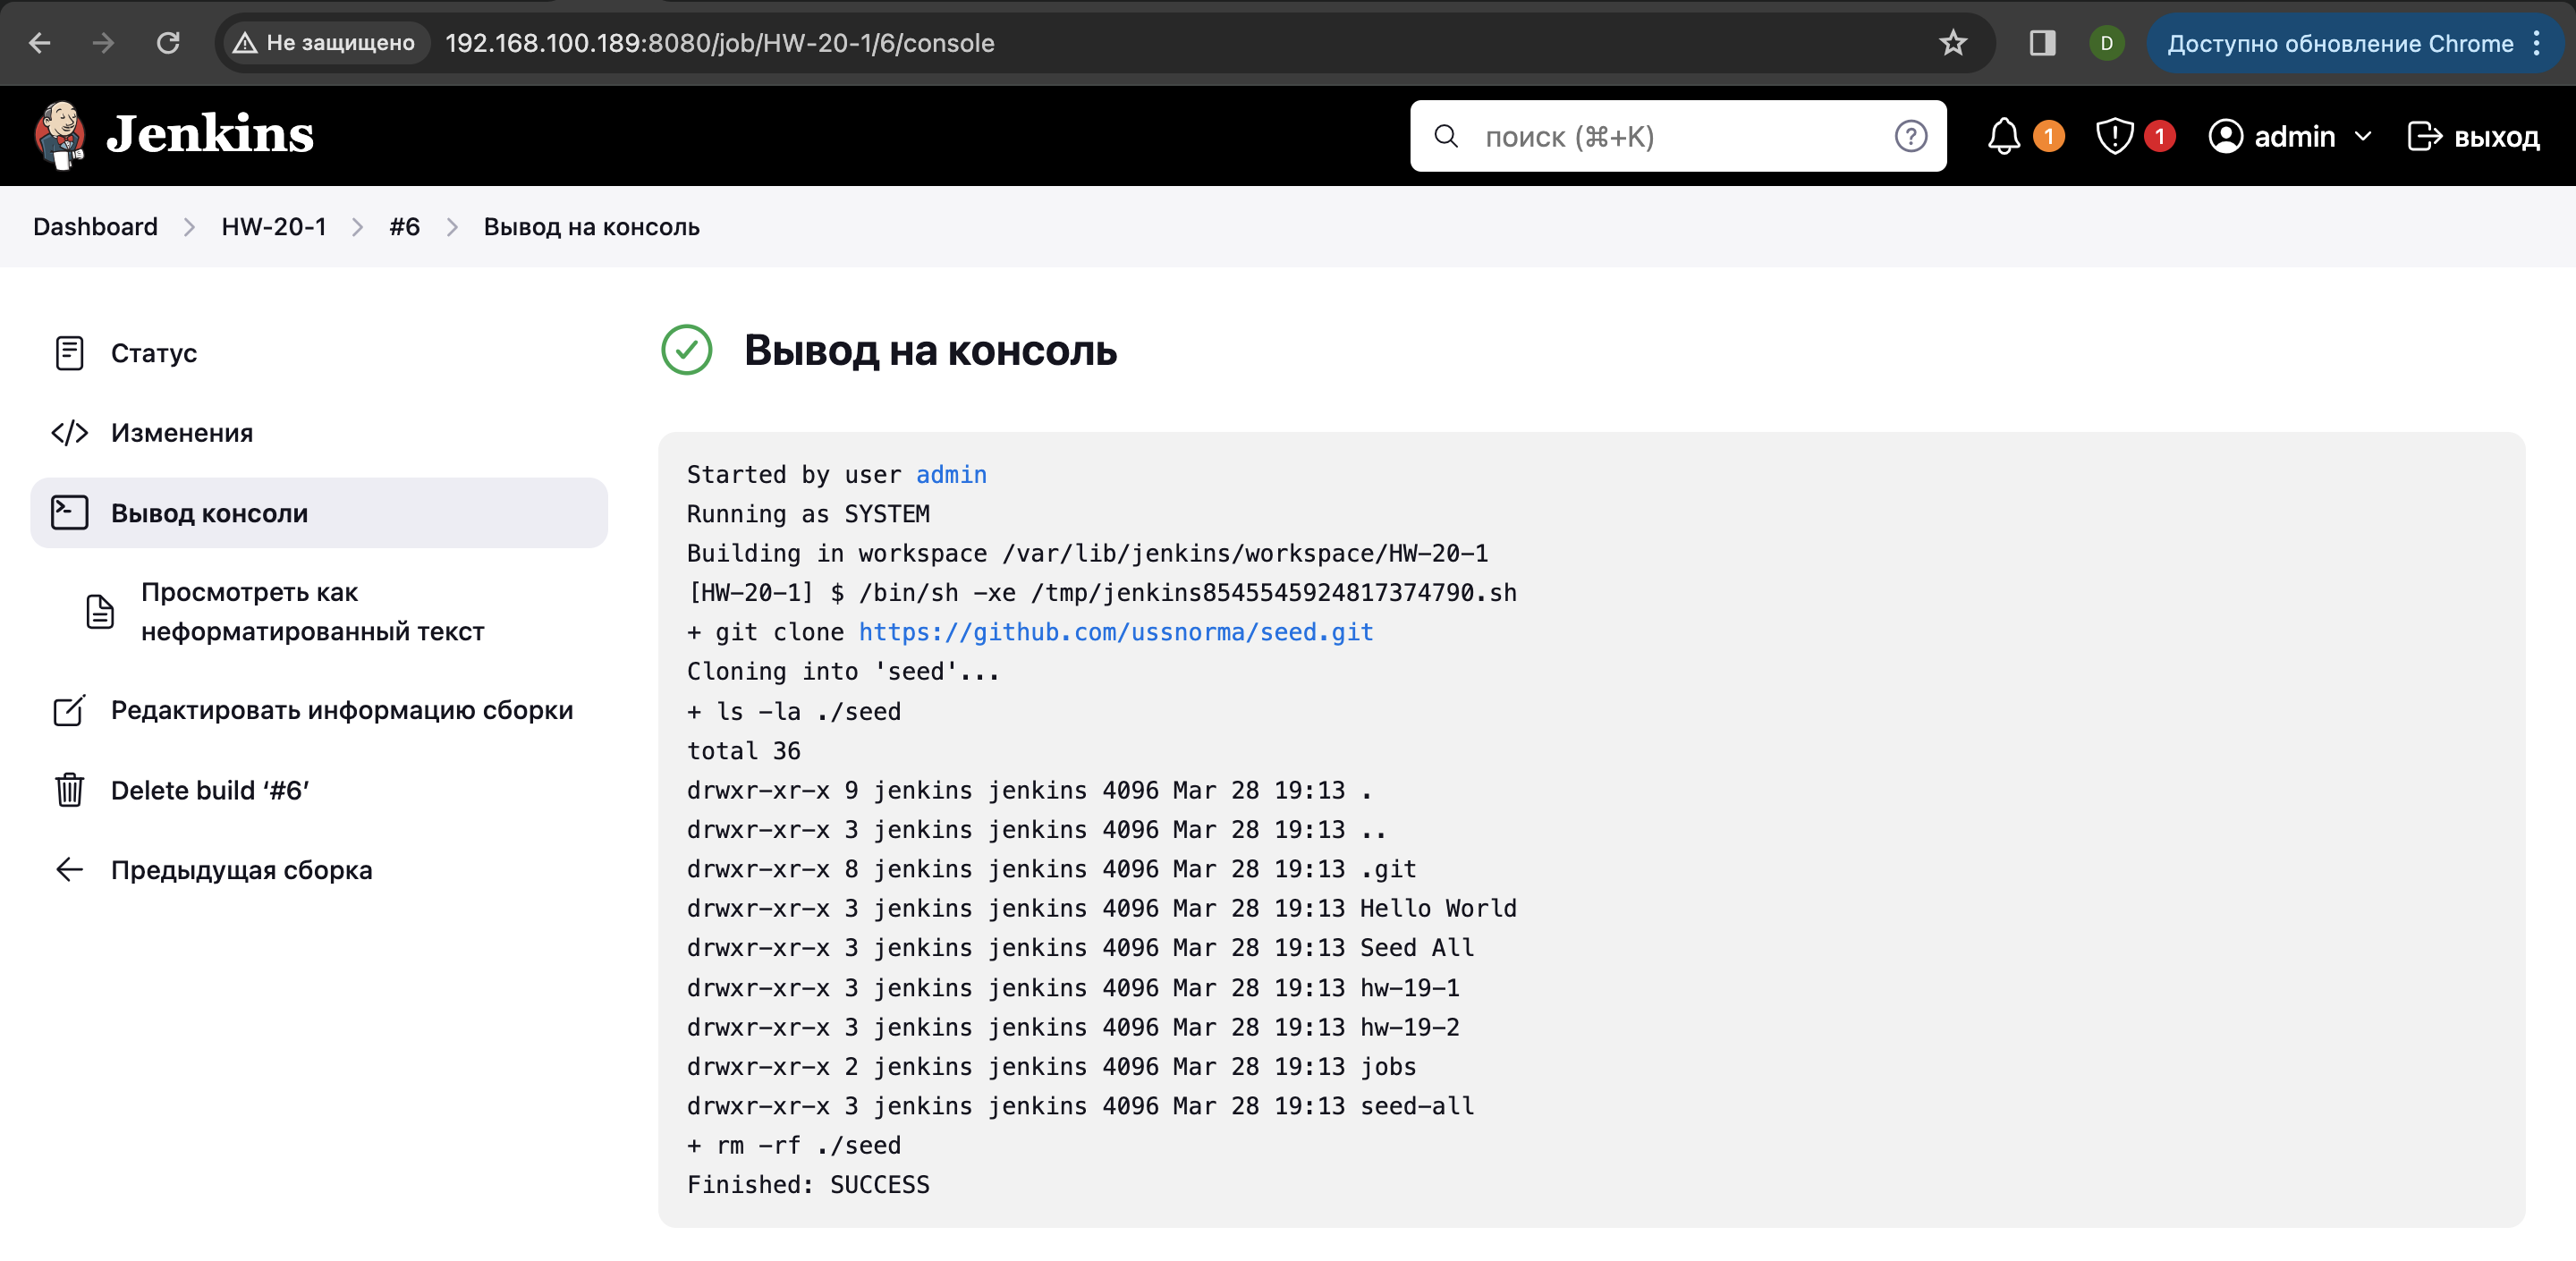 Не защищено
192.168.100.189:8080/job/HW-20-1/6/console
D
Доступно обновление Chrome
Jenkins
поиск (⌘+K)
?
1
1
admin
выход
Dashboard
HW-20-1
#6
Вывод на консоль
Статус
Изменения
Вывод консоли
Просмотреть как
неформатированный текст
Редактировать информацию сборки
Delete build ‘#6’
Предыдущая сборка
Вывод на консоль
Started by user admin
Running as SYSTEM
Building in workspace /var/lib/jenkins/workspace/HW-20-1
[HW-20-1] $ /bin/sh -xe /tmp/jenkins8545545924817374790.sh
+ git clone https://github.com/ussnorma/seed.git
Cloning into 'seed'...
+ ls -la ./seed
total 36
drwxr-xr-x 9 jenkins jenkins 4096 Mar 28 19:13 .
drwxr-xr-x 3 jenkins jenkins 4096 Mar 28 19:13 ..
drwxr-xr-x 8 jenkins jenkins 4096 Mar 28 19:13 .git
drwxr-xr-x 3 jenkins jenkins 4096 Mar 28 19:13 Hello World
drwxr-xr-x 3 jenkins jenkins 4096 Mar 28 19:13 Seed All
drwxr-xr-x 3 jenkins jenkins 4096 Mar 28 19:13 hw-19-1
drwxr-xr-x 3 jenkins jenkins 4096 Mar 28 19:13 hw-19-2
drwxr-xr-x 2 jenkins jenkins 4096 Mar 28 19:13 jobs
drwxr-xr-x 3 jenkins jenkins 4096 Mar 28 19:13 seed-all
+ rm -rf ./seed
Finished: SUCCESS